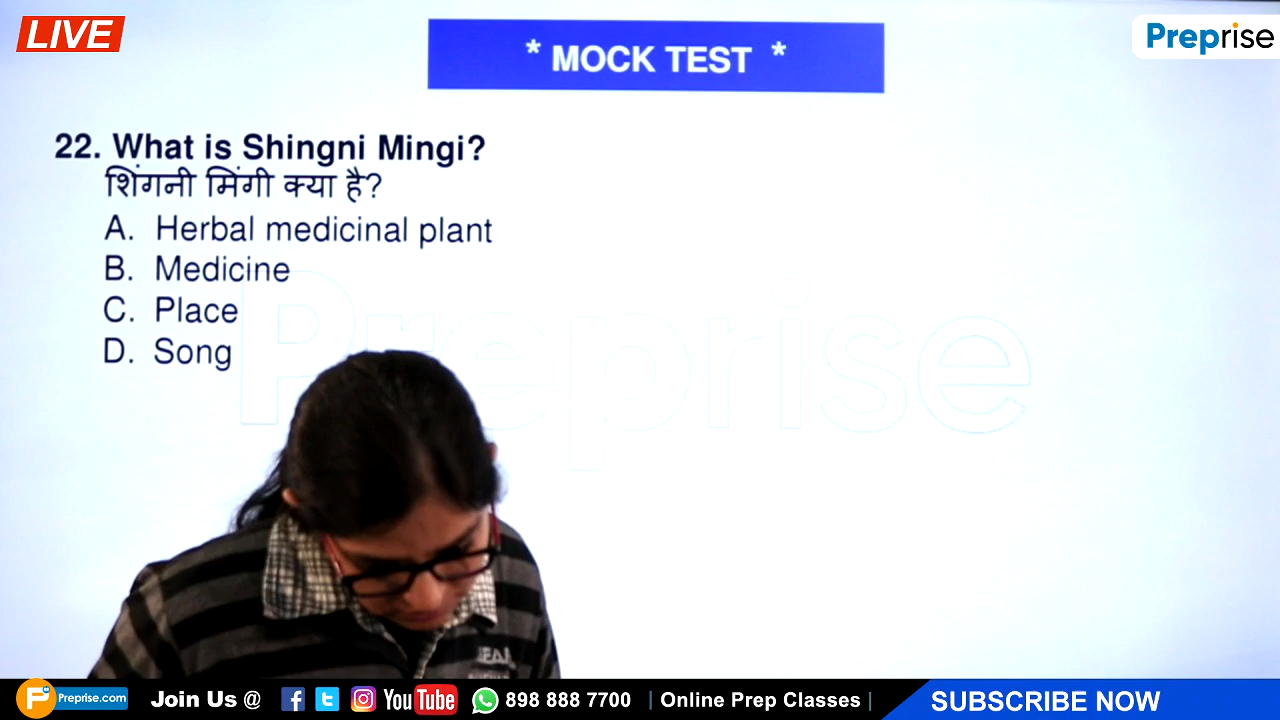 LIVE
* MOCK TEST *
Preprise
22. What is Shingni Mingi?
शिंगनी मिंगी क्या है?
A. Herbal medicinal plant
B. Medicine
C. Place
D. Song
Preprise
Preprise.com
Join Us @
YouTube
898 888 7700
| Online Prep Classes |
SUBSCRIBE NOW